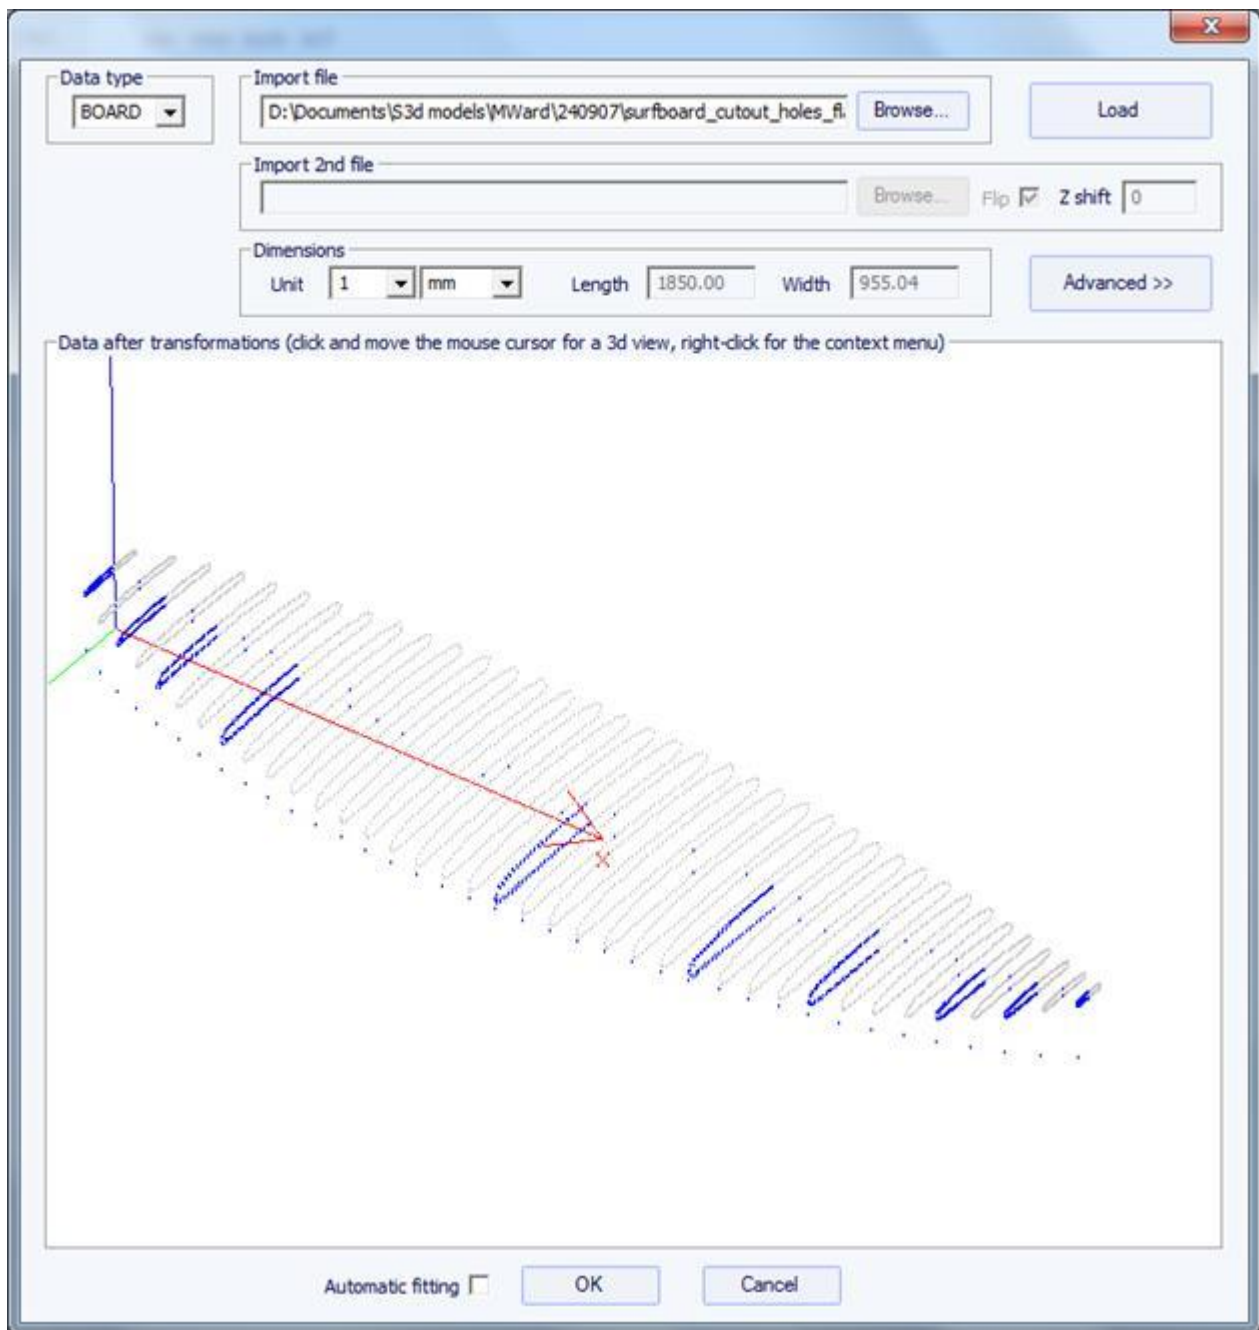 Data type
BOARD
Import file
D:\Documents\S3d models\MWard\240907\surfboard_cutout_holes_fl
Browse...
Load
Import 2nd file
Browse...
Flip
Z shift
0
Dimensions
Unit
1
mm
Length
1850.00
Width
955.04
Advanced >>
Data after transformations (click and move the mouse cursor for a 3d view, right-click for the context menu)
X
Automatic fitting
OK
Cancel